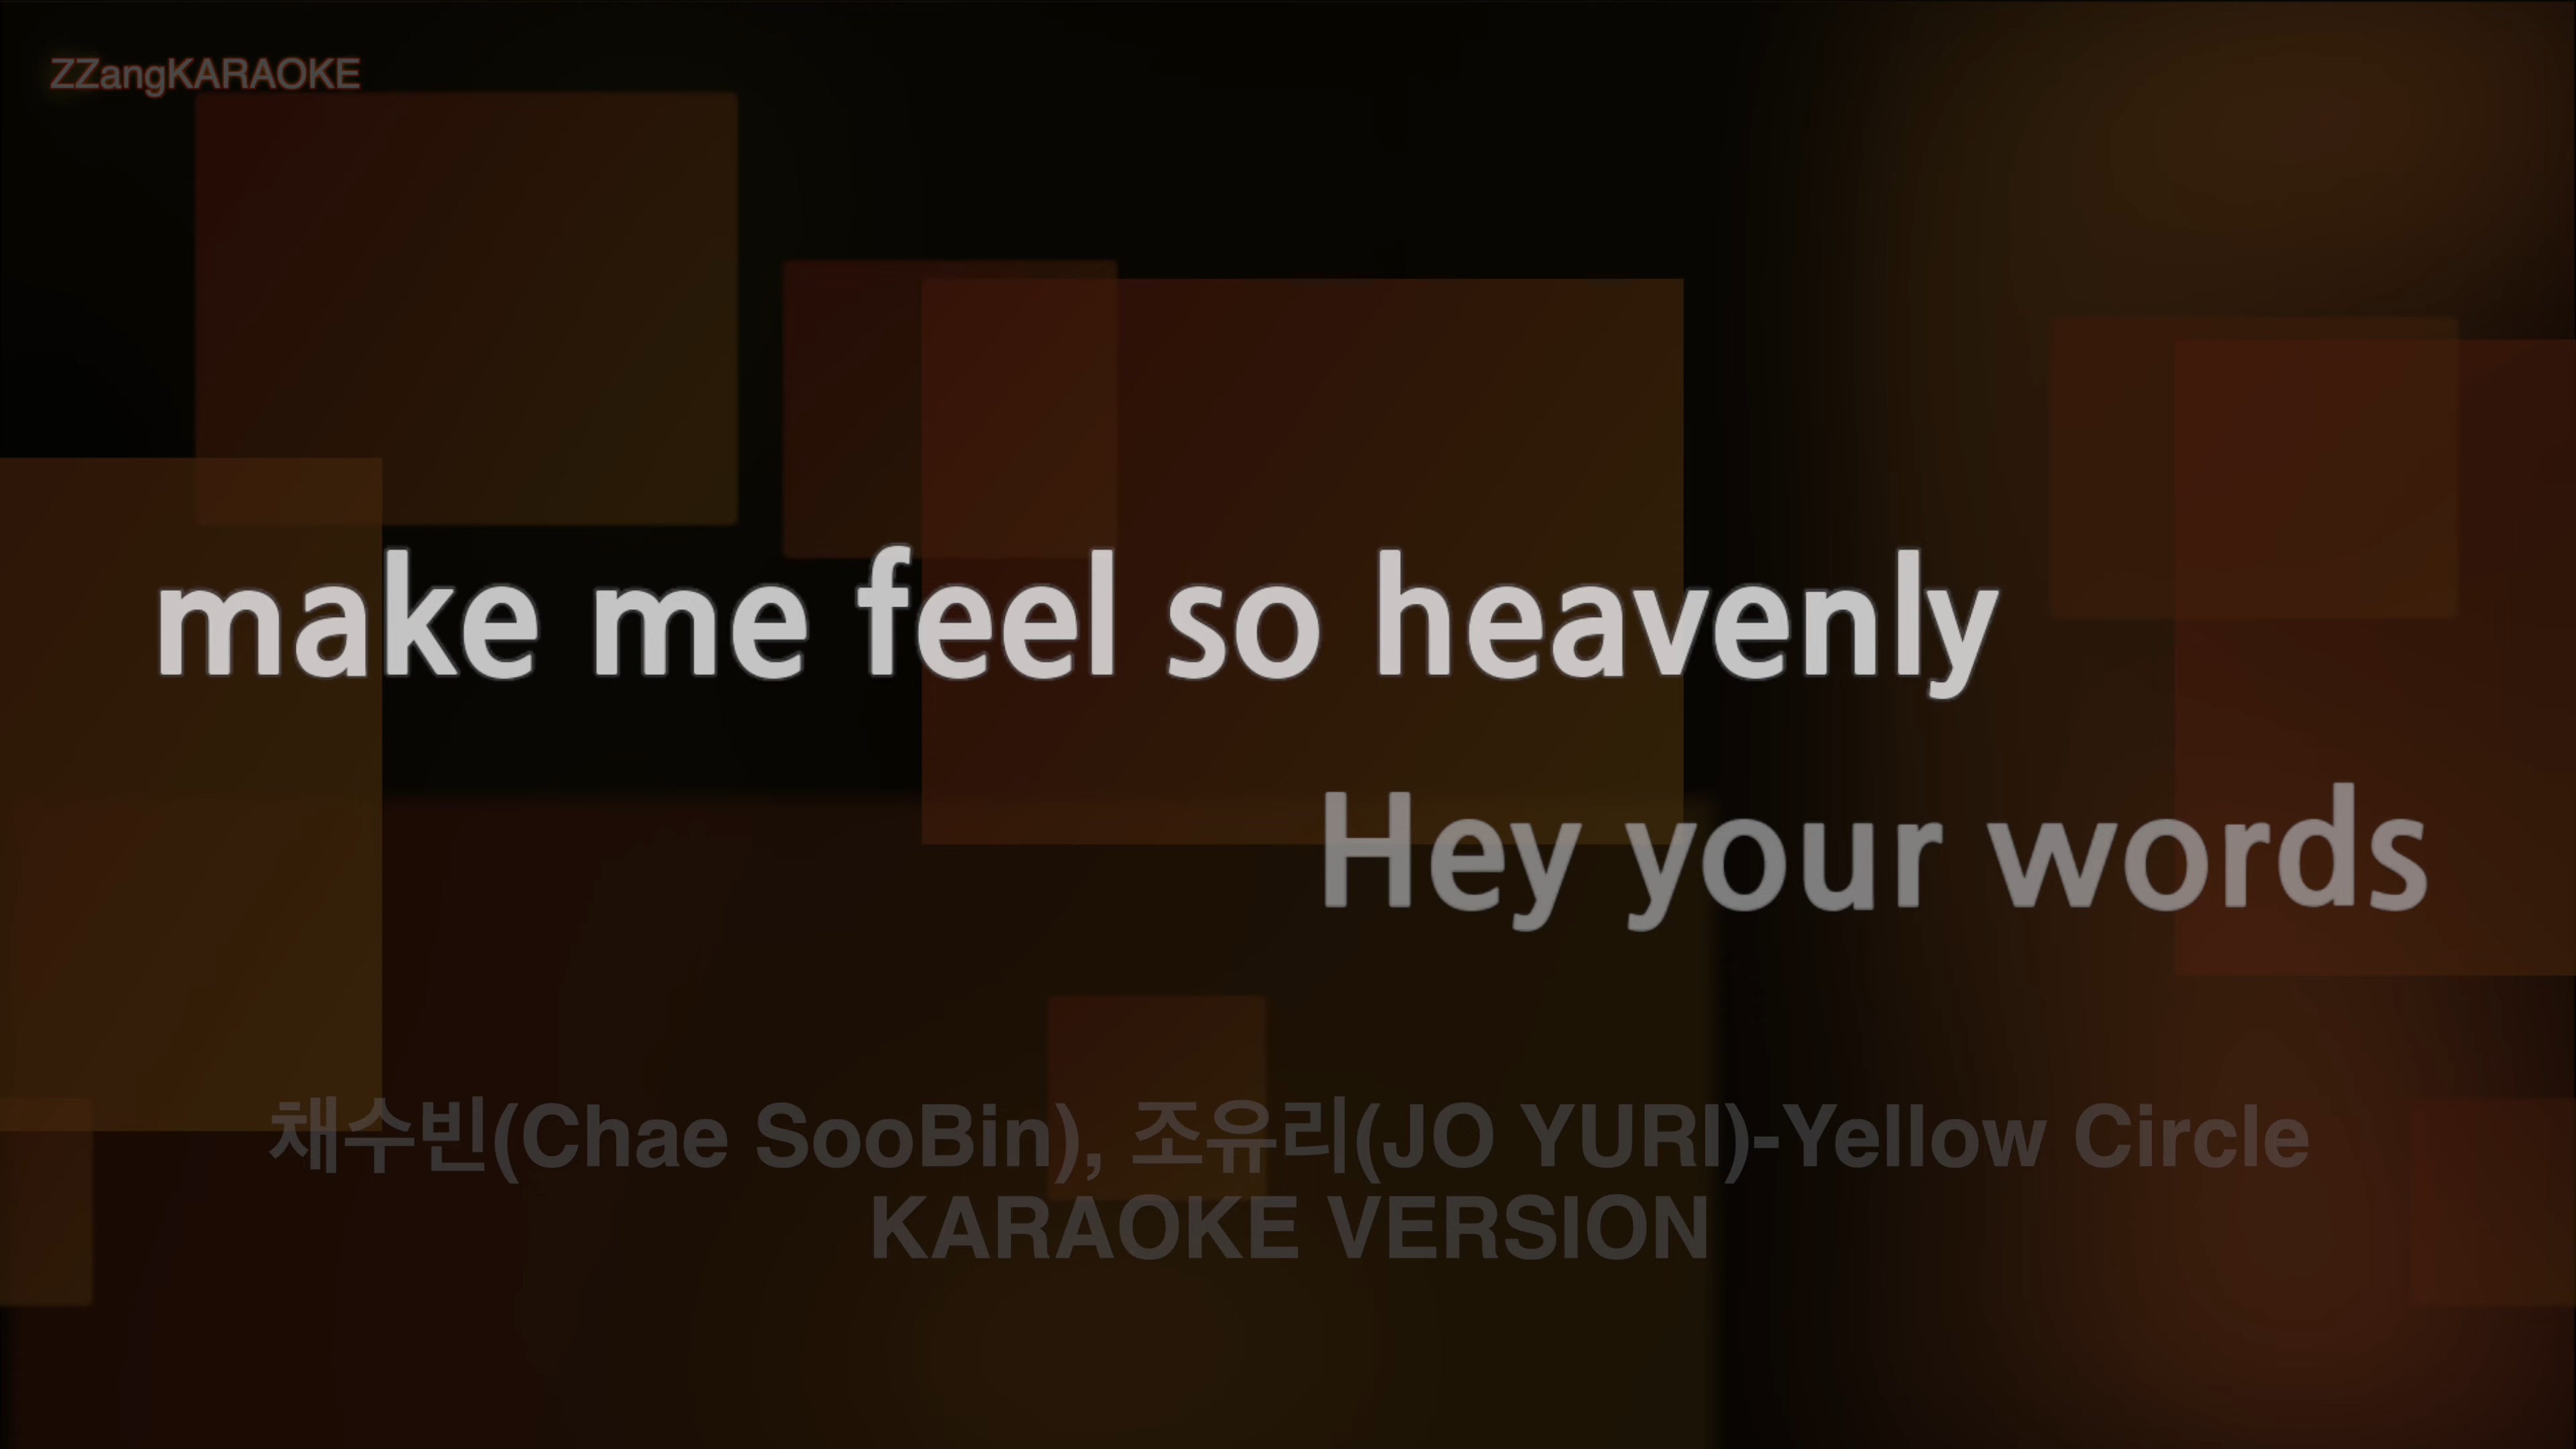 ZZangKARAOKE
make me feel so heavenly
Hey your words
채수빈(Chae SooBin), 조유리(JO YURI)-Yellow Circle
KARAOKE VERSION